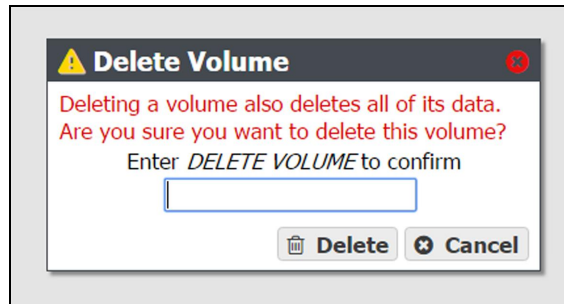 Delete Volume
Deleting a volume also deletes all of its data.
Are you sure you want to delete this volume?
Enter DELETE VOLUME to confirm
Delete Cancel